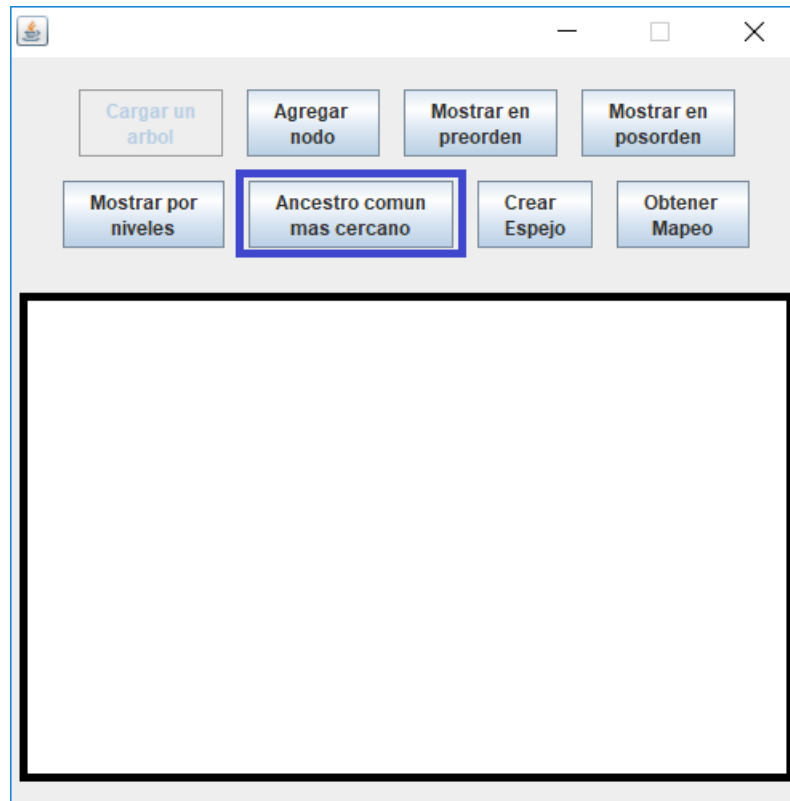 Cargar un
arbol
Agregar
nodo
Mostrar en
preorden
Mostrar en
posorden
Mostrar por
niveles
Ancestro comun
mas cercano
Crear
Espejo
Obtener
Mapeo